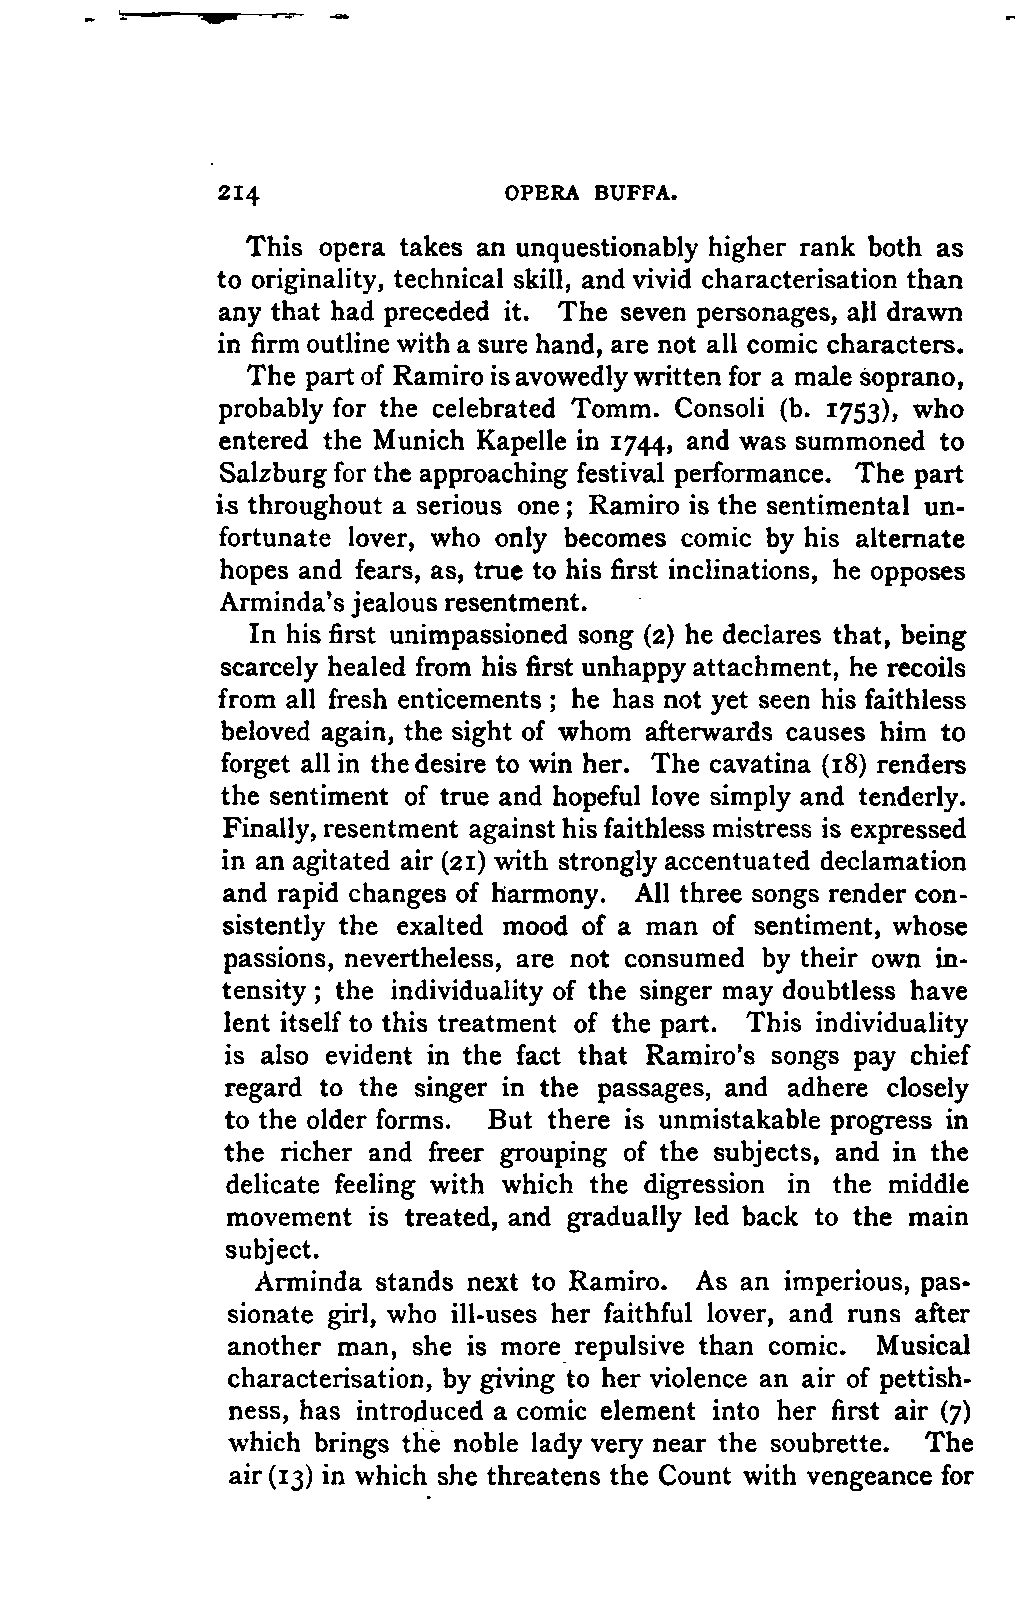 214 OPERA BUFFA.
This opera takes an unquestionably higher rank both as
to originality, technical skill, and vivid characterisation than
any that had preceded it. The seven personages, all drawn
in firm outline with a sure hand, are not all comic characters.
The part of Ramiro is avowedly written for a male soprano,
probably for the celebrated Tomm. Consoli (b. 1753), who
entered the Munich Kapelle in 1744, and was summoned to
Salzburg for the approaching festival performance. The part
is throughout a serious one; Ramiro is the sentimental un-
fortunate lover, who only becomes comic by his alternate
hopes and fears, as, true to his first inclinations, he opposes
Arminda's jealous resentment.
In his first unimpassioned song (2) he declares that, being
scarcely healed from his first unhappy attachment, he recoils
from all fresh enticements; he has not yet seen his faithless
beloved again, the sight of whom afterwards causes him to
forget all in the desire to win her. The cavatina (18) renders
the sentiment of true and hopeful love simply and tenderly.
Finally, resentment against his faithless mistress is expressed
in an agitated air (21) with strongly accentuated declamation
and rapid changes of harmony. All three songs render con-
sistently the exalted mood of a man of sentiment, whose
passions, nevertheless, are not consumed by their own in-
tensity; the individuality of the singer may doubtless have
lent itself to this treatment of the part. This individuality
is also evident in the fact that Ramiro's songs pay chief
regard to the singer in the passages, and adhere closely
to the older forms. But there is unmistakable progress in
the richer and freer grouping of the subjects, and in the
delicate feeling with which the digression in the middle
movement is treated, and gradually led back to the main
subject.
Arminda stands next to Ramiro. As an imperious, pas-
sionate girl, who ill-uses her faithful lover, and runs after
another man, she is more repulsive than comic. Musical
characterisation, by giving to her violence an air of pettish-
ness, has introduced a comic element into her first air (7)
which brings the noble lady very near the soubrette. The
air (13) in which she threatens the Count with vengeance for